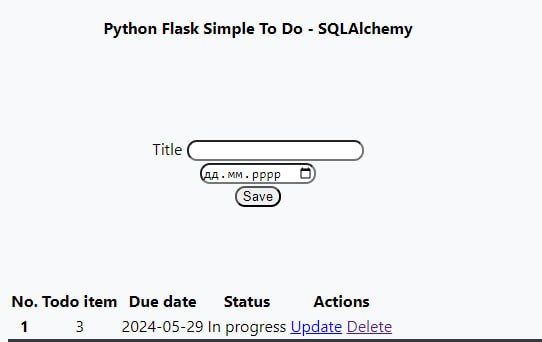 Python Flask Simple To Do - SQLAlchemy
Title
дд.мм.рррр
Save
No. Todo item Due date Status Actions
1 3 2024-05-29 In progress Update Delete